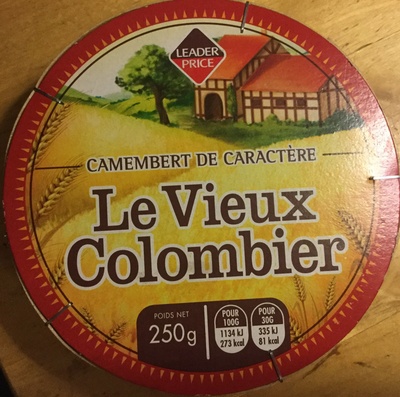 LEADER
PRICE
CAMEMBERT DE CARACTÈRE
Le Vieux
Colombier
POIDS NET
250g
POUR
100G
1134 kJ
273 kcal
POUR
30G
335 kJ
81 kcal